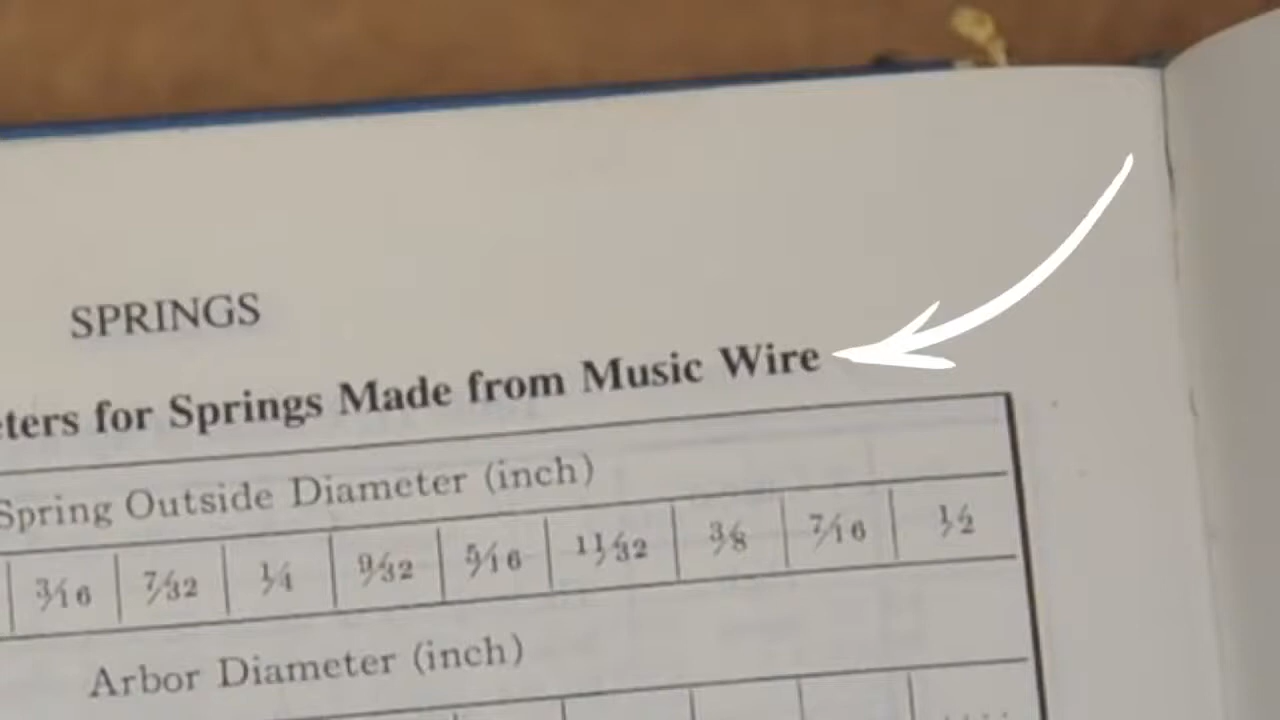 SPRINGS
eters for Springs Made from Music Wire
Spring Outside Diameter (inch)
3/16 7/32 1/4 9/32 5/16 11/32 3/8 7/16 1/2
Arbor Diameter (inch)
....